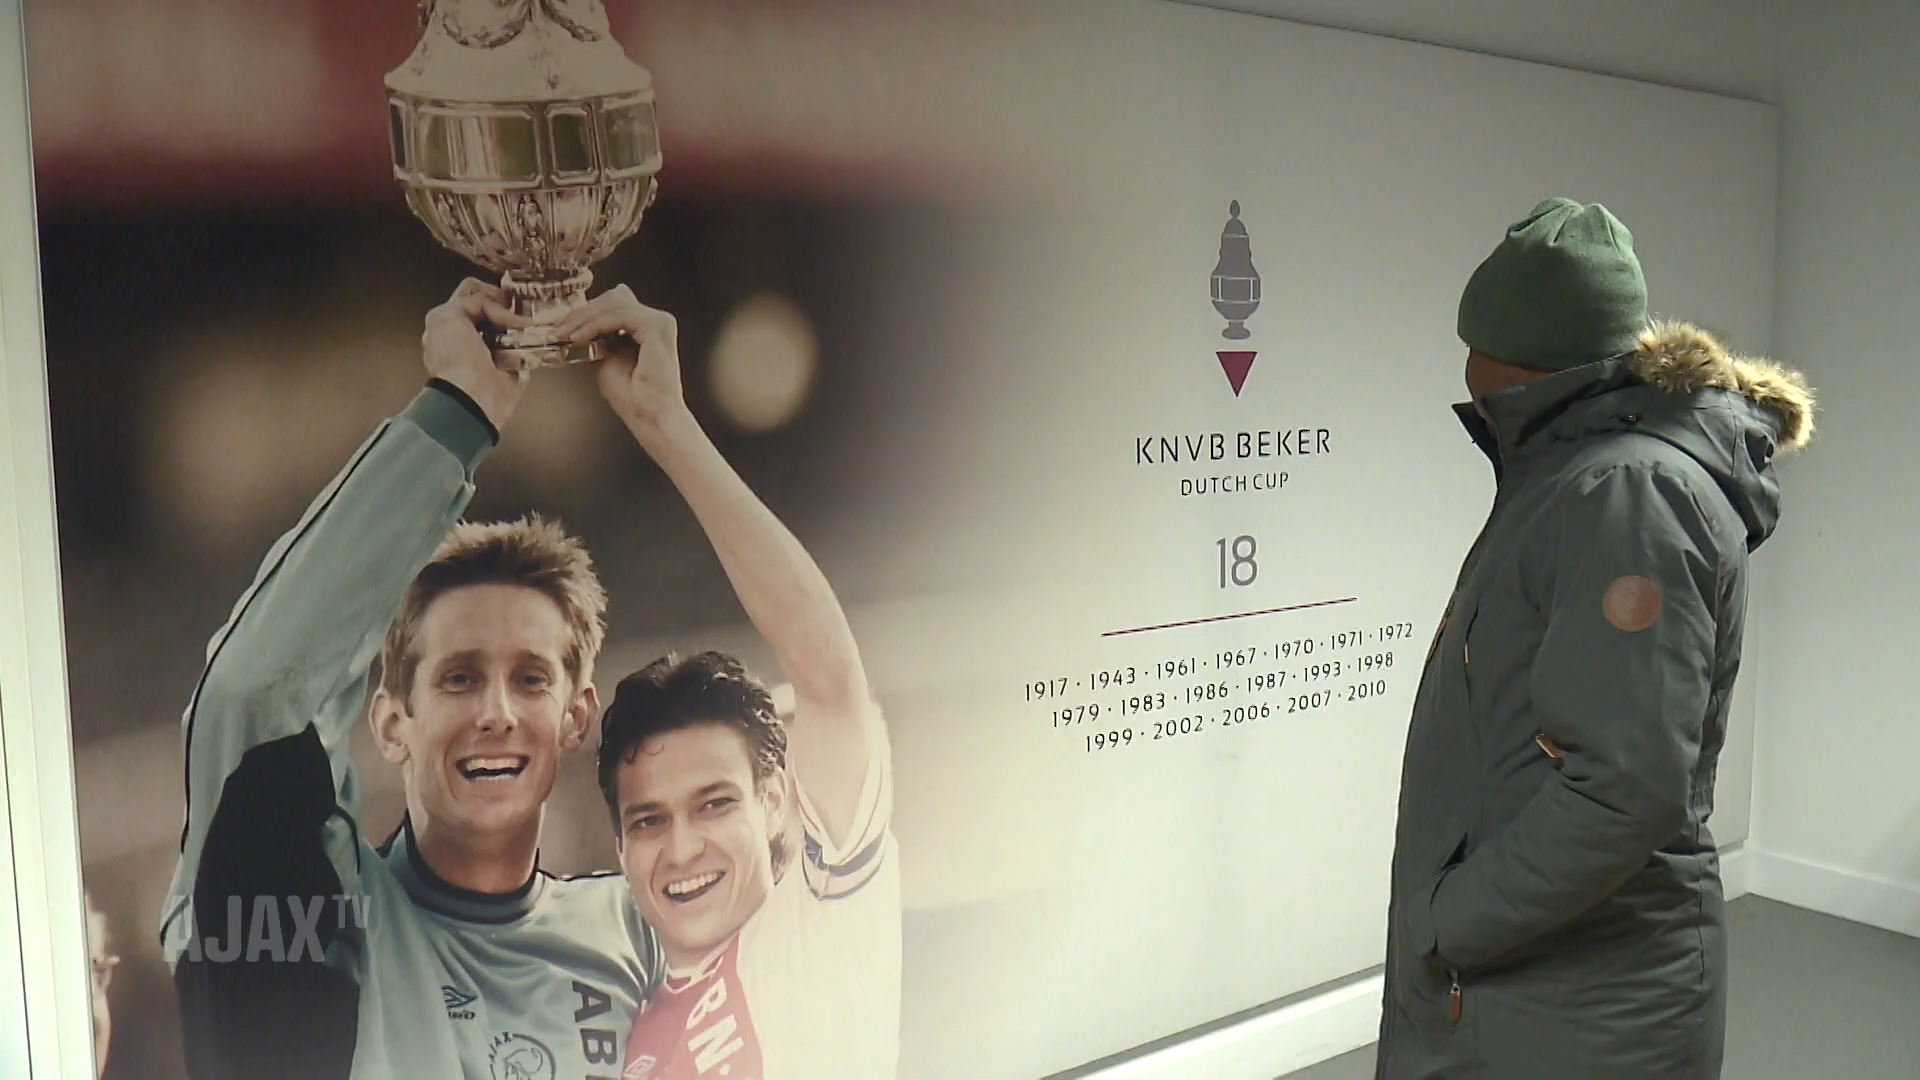 KNVB BEKER
DUTCH CUP
18
1917 · 1943 · 1961 · 1967 · 1970 · 1971 · 1972
1979 · 1983 · 1986 · 1987 · 1993 · 1998
1999 · 2002 · 2006 · 2007 · 2010
AJAX TV
AJAX